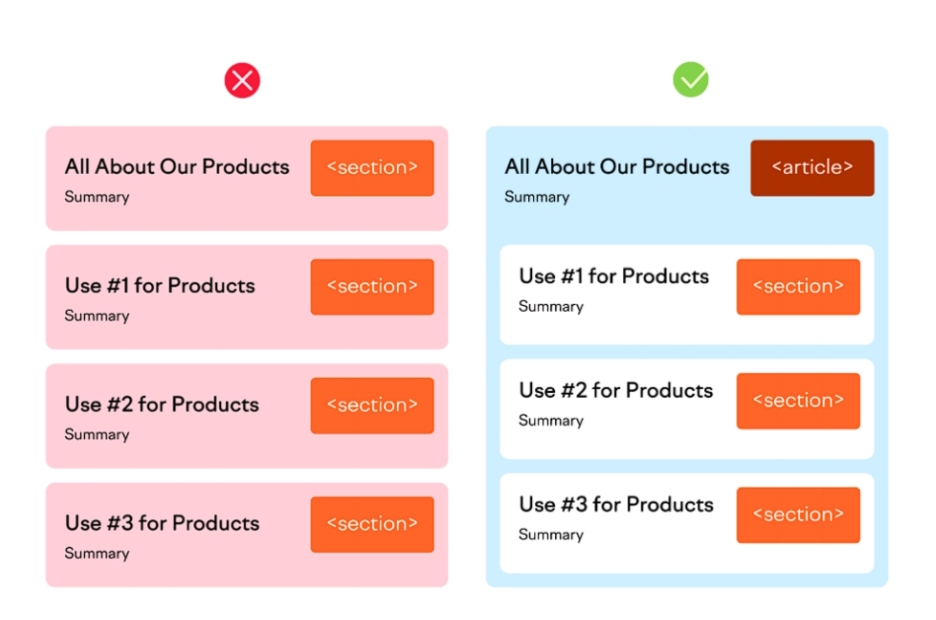 All About Our Products
<section>
Summary
Use #1 for Products
<section>
Summary
Use #2 for Products
<section>
Summary
Use #3 for Products
<section>
Summary
All About Our Products
<article>
Summary
Use #1 for Products
<section>
Summary
Use #2 for Products
<section>
Summary
Use #3 for Products
<section>
Summary